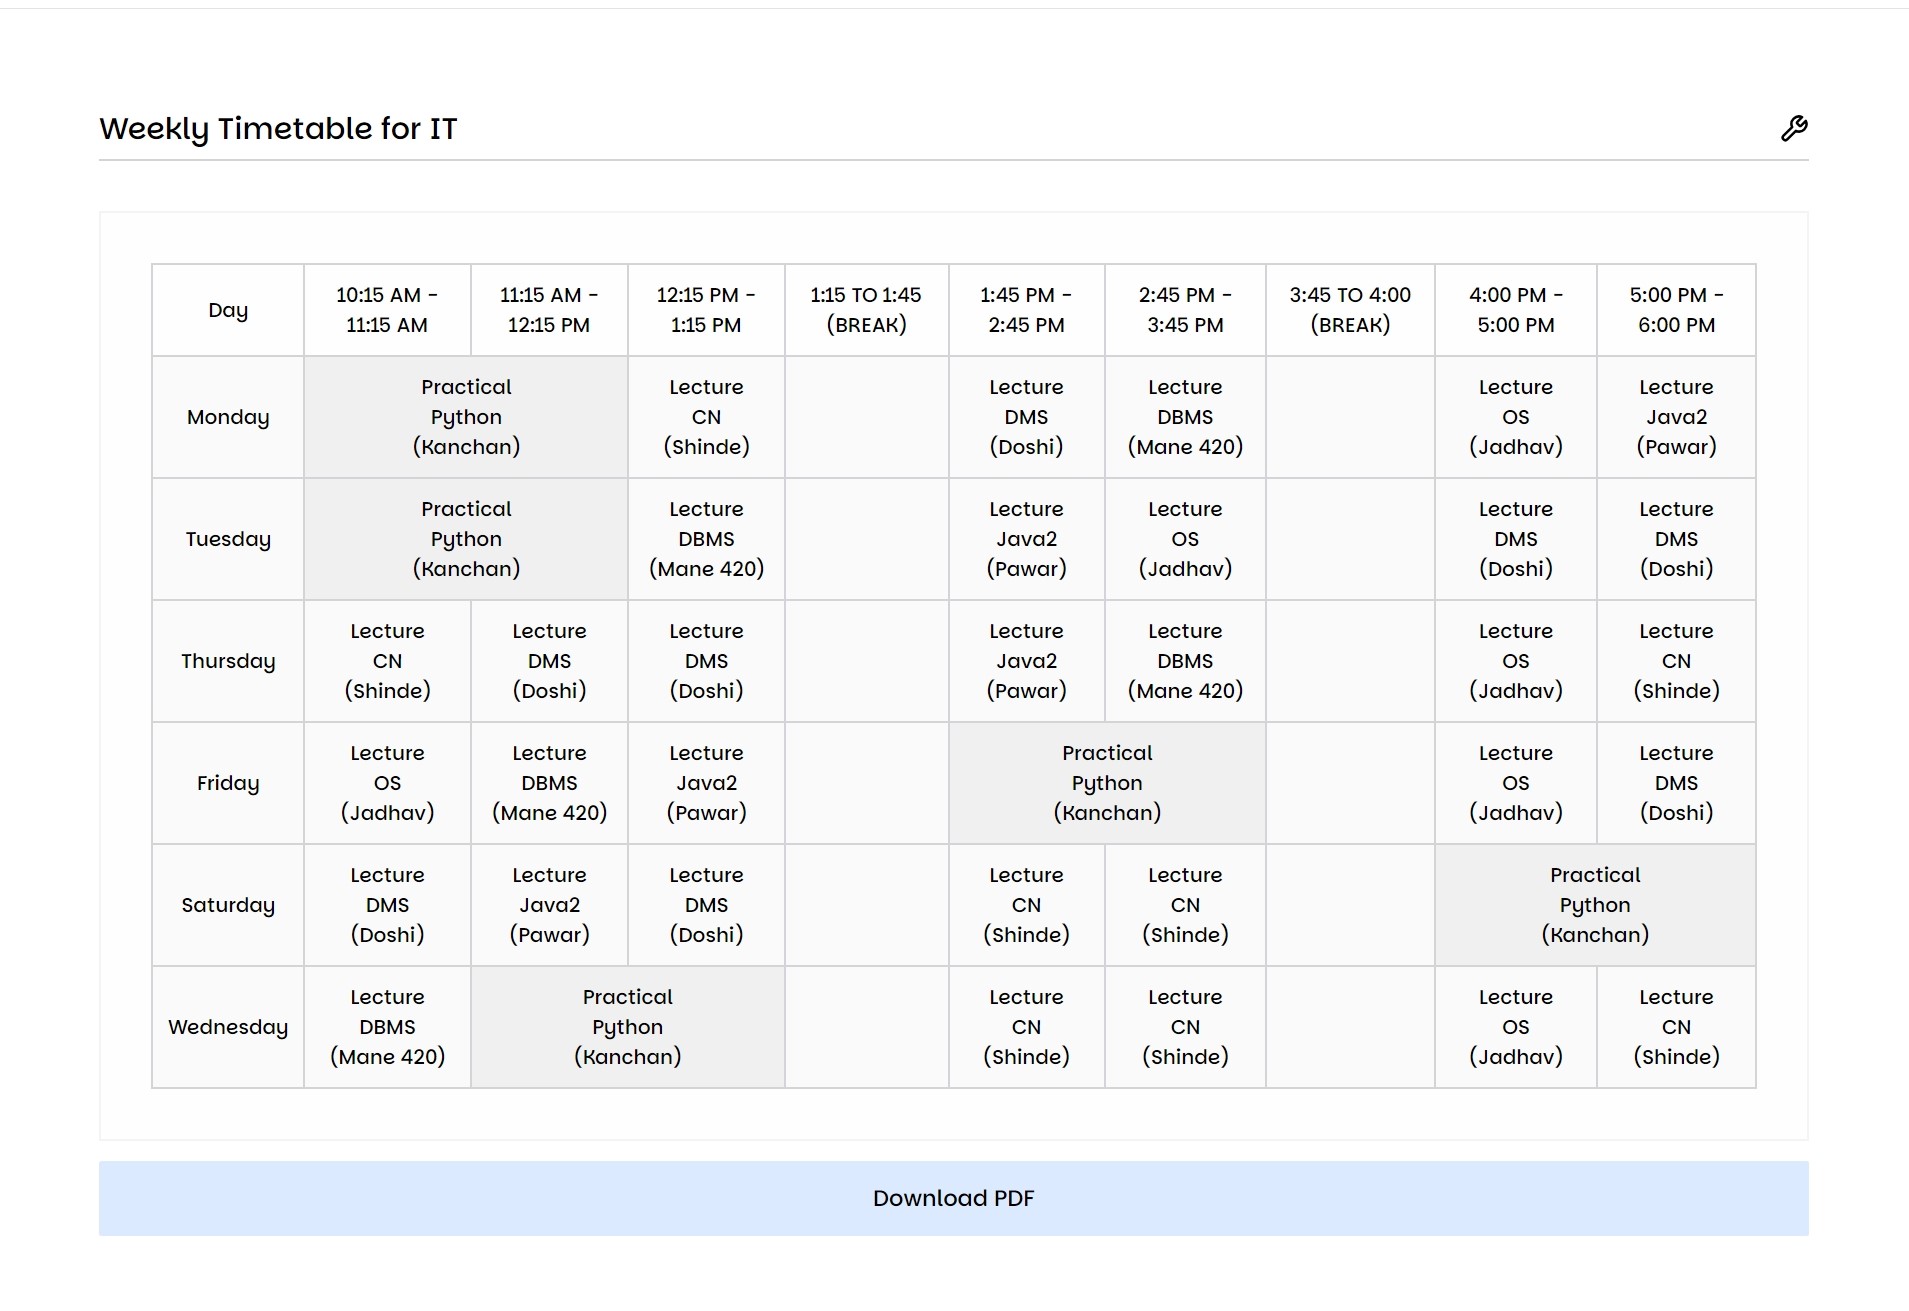 Weekly Timetable for IT
Day
10:15 AM -
11:15 AM
11:15 AM -
12:15 PM
12:15 PM -
1:15 PM
1:15 TO 1:45
(BREAK)
1:45 PM -
2:45 PM
2:45 PM -
3:45 PM
3:45 TO 4:00
(BREAK)
4:00 PM -
5:00 PM
5:00 PM -
6:00 PM
Monday
Practical
Python
(Kanchan)
Lecture
CN
(Shinde)
Lecture
DMS
(Doshi)
Lecture
DBMS
(Mane 420)
Lecture
OS
(Jadhav)
Lecture
Java2
(Pawar)
Tuesday
Practical
Python
(Kanchan)
Lecture
DBMS
(Mane 420)
Lecture
Java2
(Pawar)
Lecture
OS
(Jadhav)
Lecture
DMS
(Doshi)
Lecture
DMS
(Doshi)
Thursday
Lecture
CN
(Shinde)
Lecture
DMS
(Doshi)
Lecture
DMS
(Doshi)
Lecture
Java2
(Pawar)
Lecture
DBMS
(Mane 420)
Lecture
OS
(Jadhav)
Lecture
CN
(Shinde)
Friday
Lecture
OS
(Jadhav)
Lecture
DBMS
(Mane 420)
Lecture
Java2
(Pawar)
Practical
Python
(Kanchan)
Lecture
OS
(Jadhav)
Lecture
DMS
(Doshi)
Saturday
Lecture
DMS
(Doshi)
Lecture
Java2
(Pawar)
Lecture
DMS
(Doshi)
Lecture
CN
(Shinde)
Lecture
CN
(Shinde)
Practical
Python
(Kanchan)
Wednesday
Lecture
DBMS
(Mane 420)
Practical
Python
(Kanchan)
Lecture
CN
(Shinde)
Lecture
CN
(Shinde)
Lecture
OS
(Jadhav)
Lecture
CN
(Shinde)
Download PDF